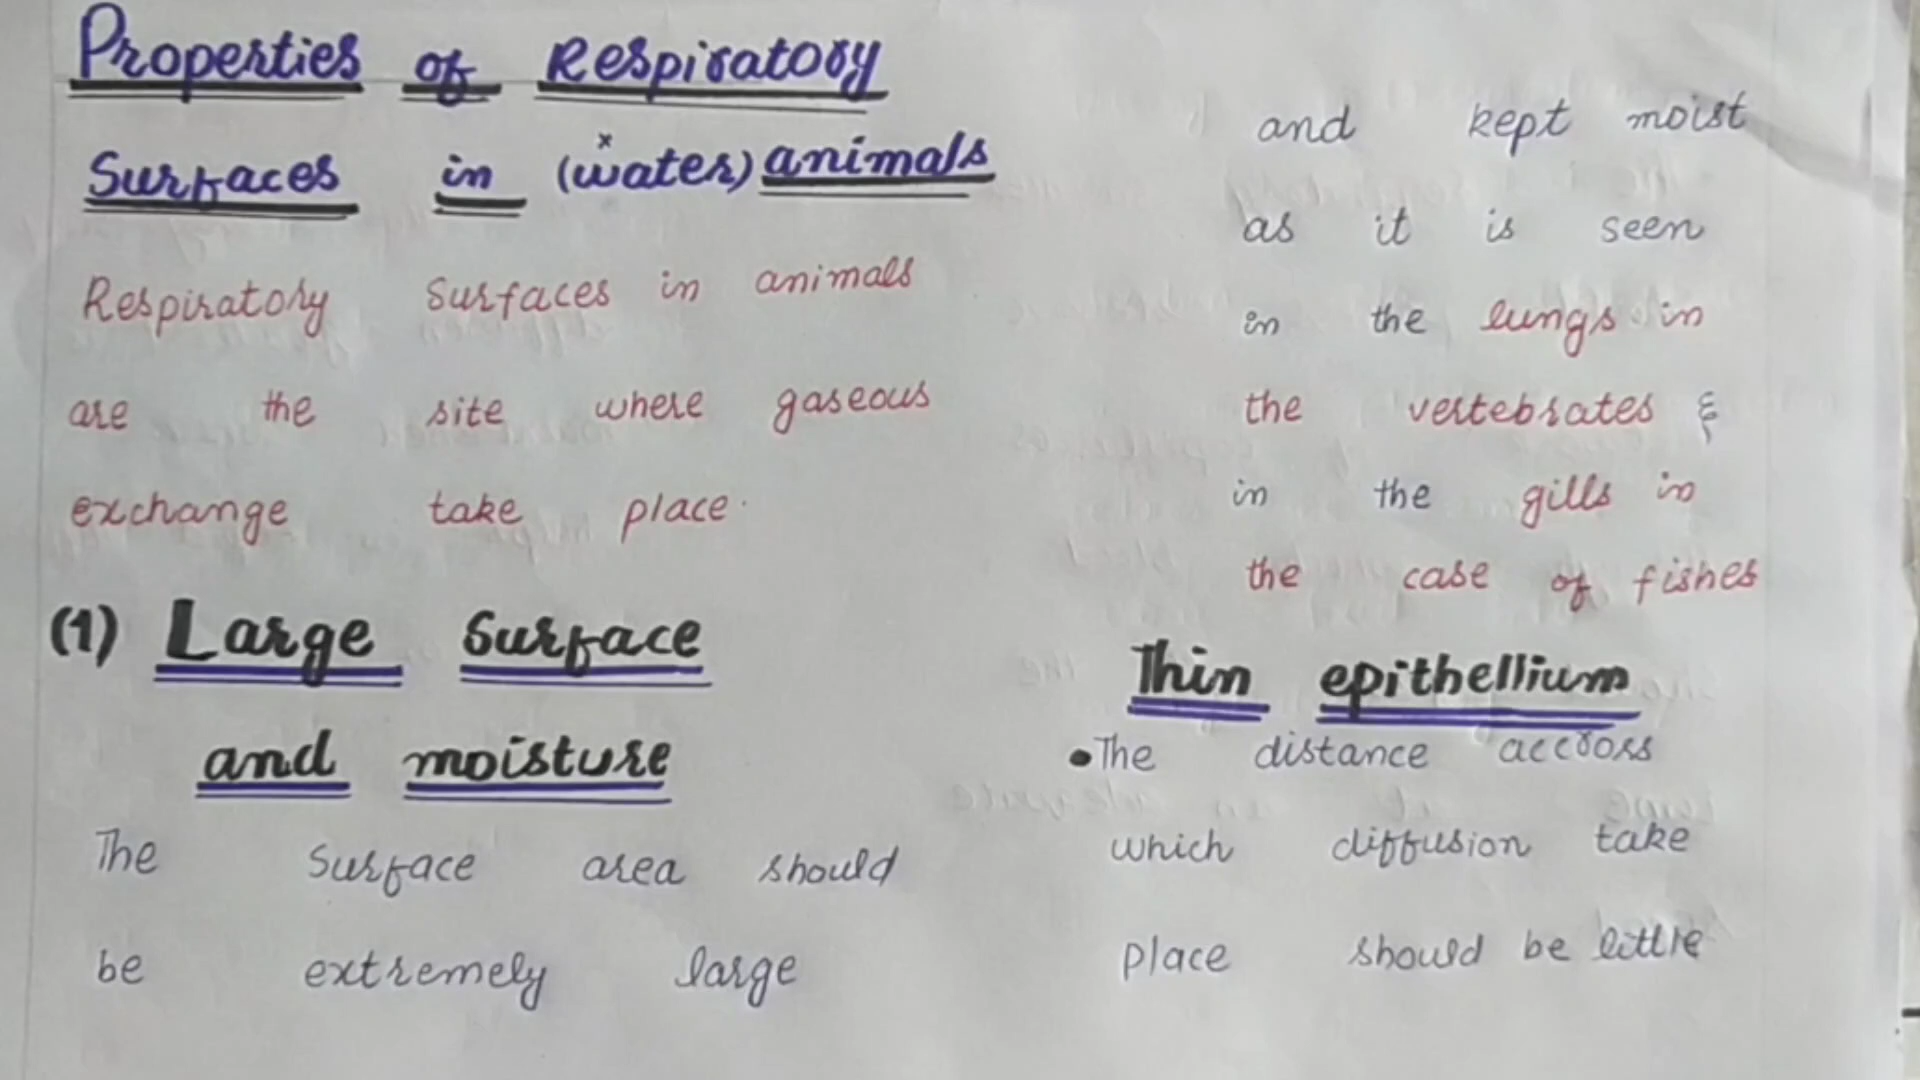 Properties of Respiratory
Surfaces in (water) animals
Respiratory Surfaces in animals
are the site where gaseous
exchange take place.
(1) Large Surface
and moisture
The Surface area should
be extremely large
and kept moist
as it is seen
in the lungs in
the vertebrates &
in the gills in
the case of fishes
Thin epithellium
•The distance accross
which diffusion take
place should be little